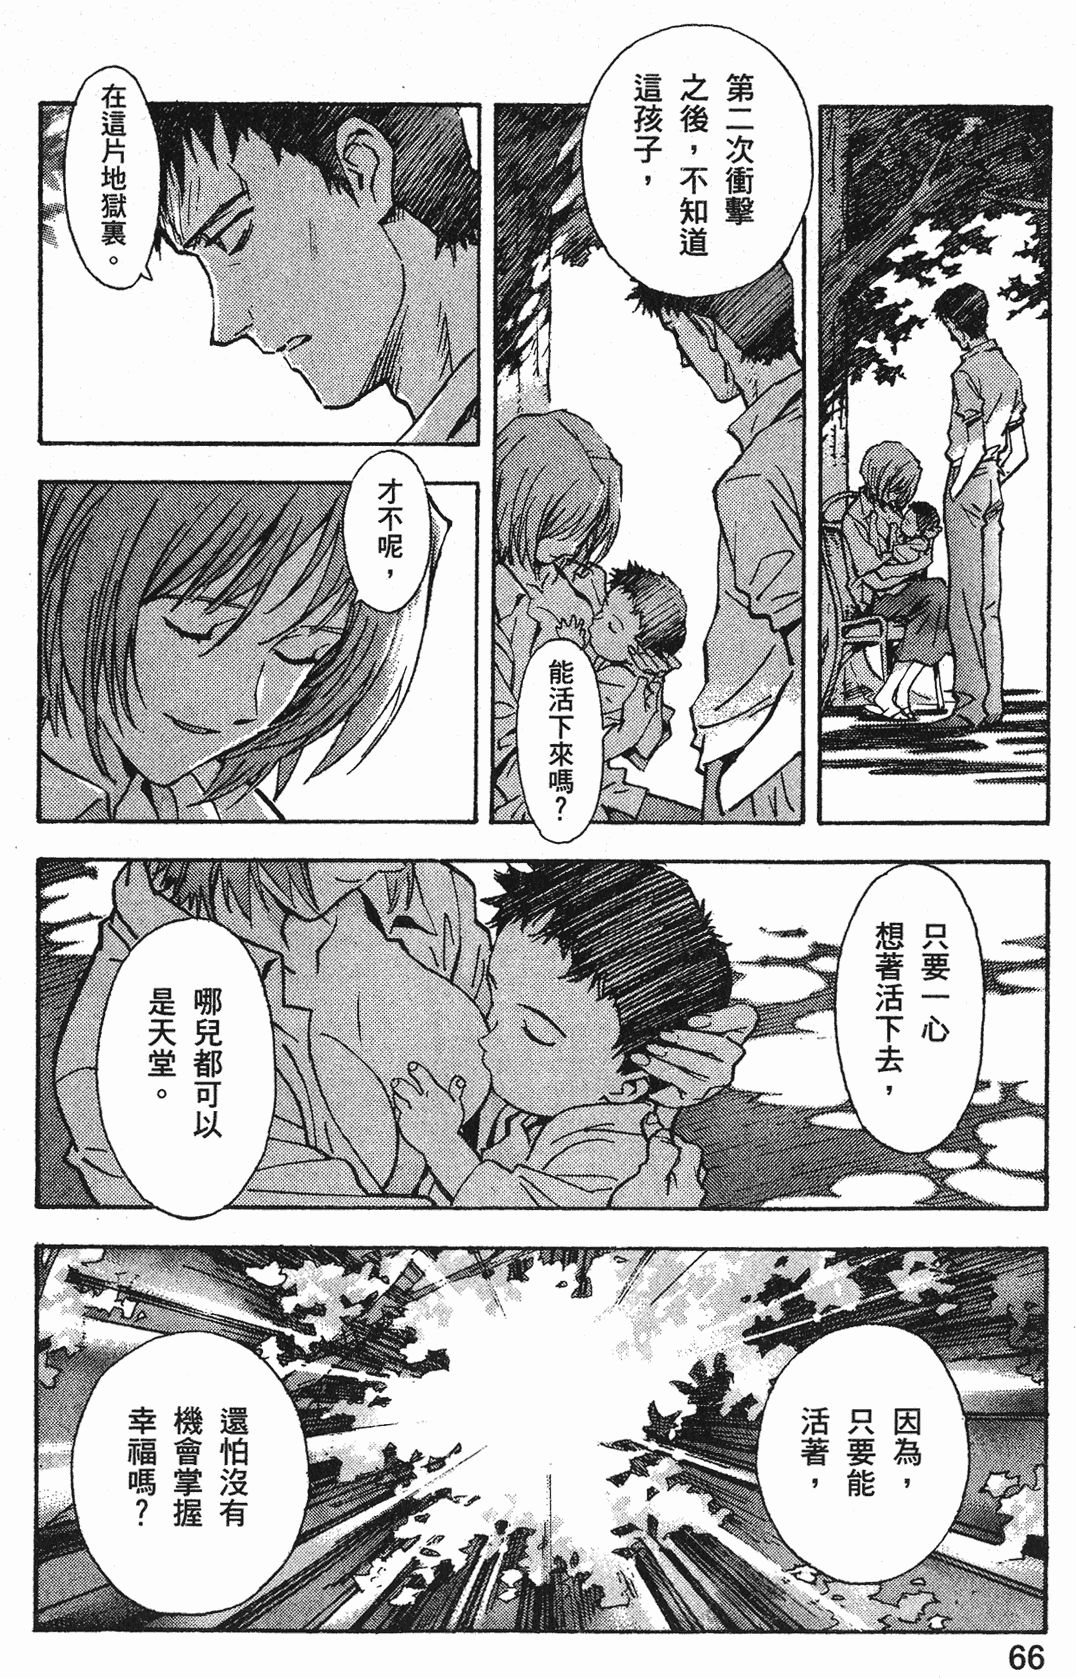 第二次衝擊
之後，不知道
這孩子，
能活下來嗎？
在這片地獄裏。
才不呢，
只要一心
想著活下去，
哪兒都可以
是天堂。
因為，
只要能
活著，
還怕沒有
機會掌握
幸福嗎？
66